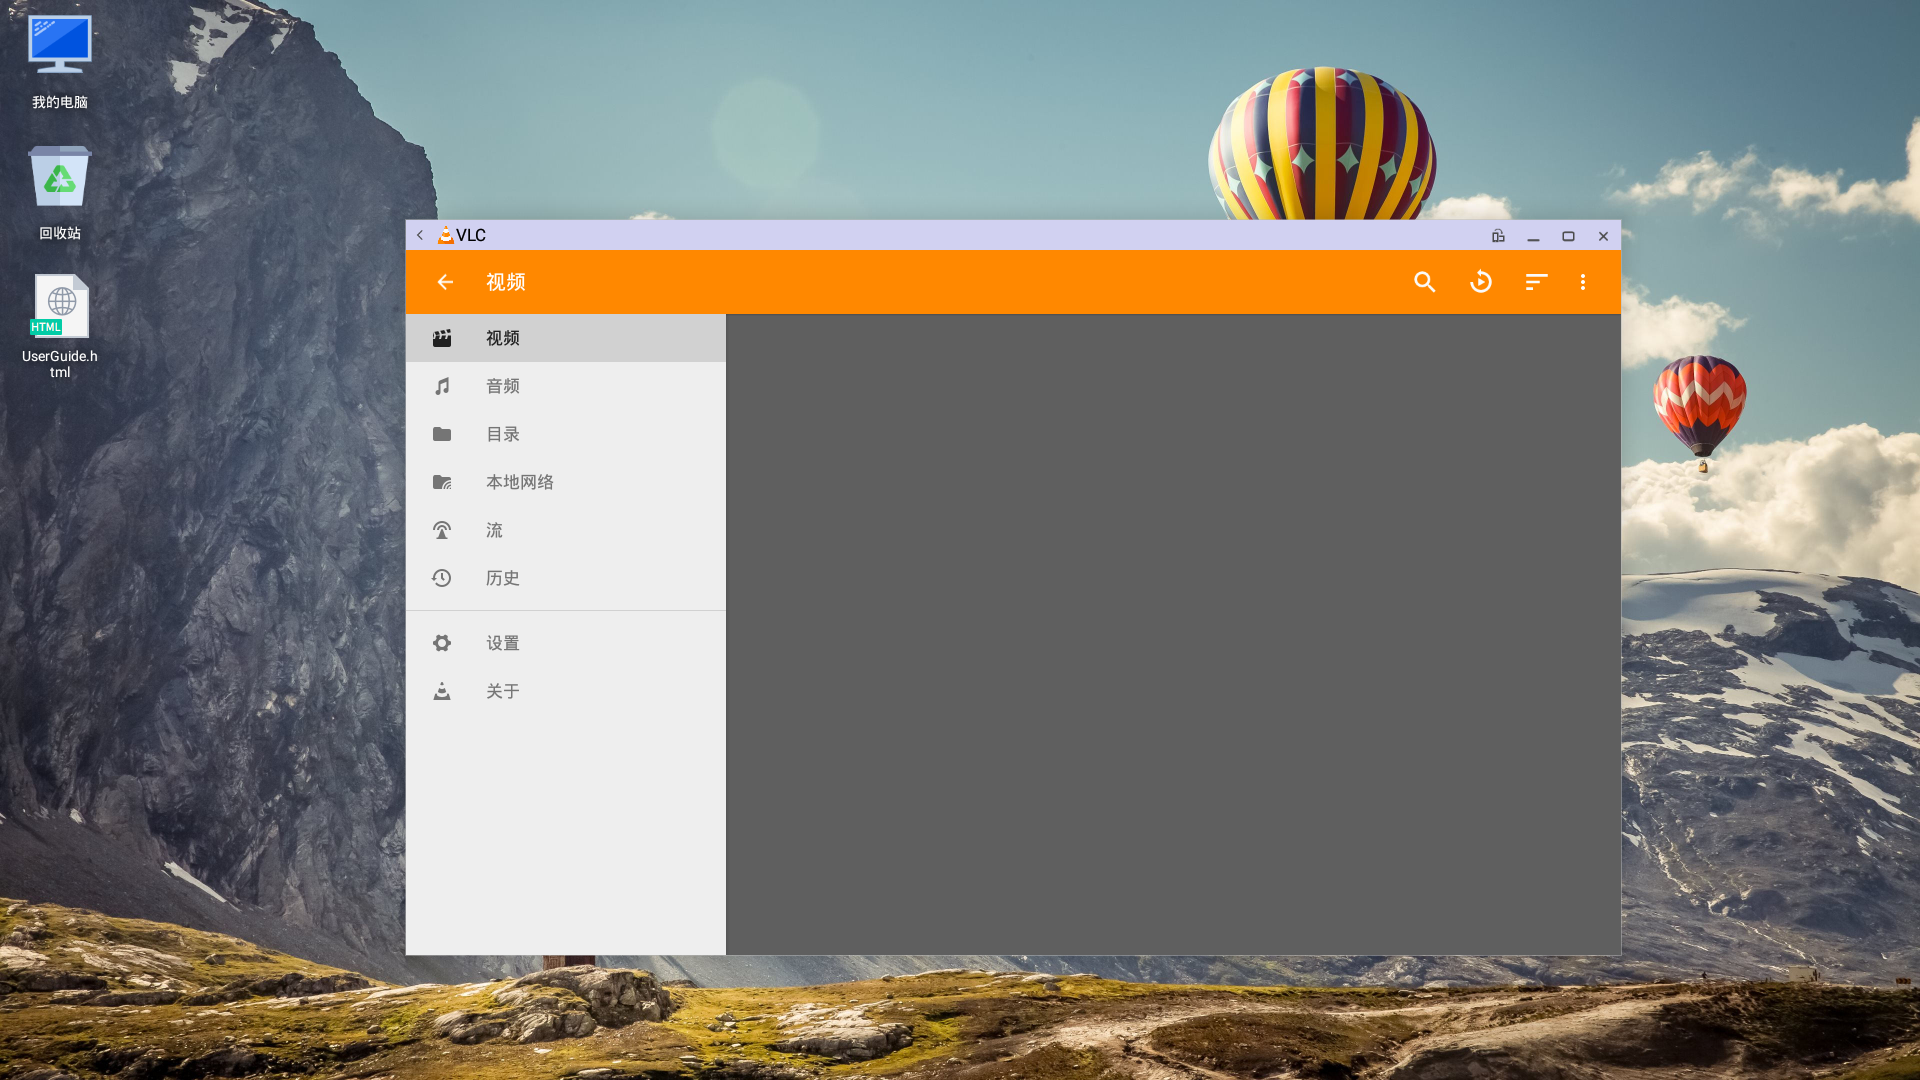 我的电脑
回收站
HTML
UserGuide.h
tml
VLC
视频
视频
音频
目录
本地网络
流
历史
设置
关于